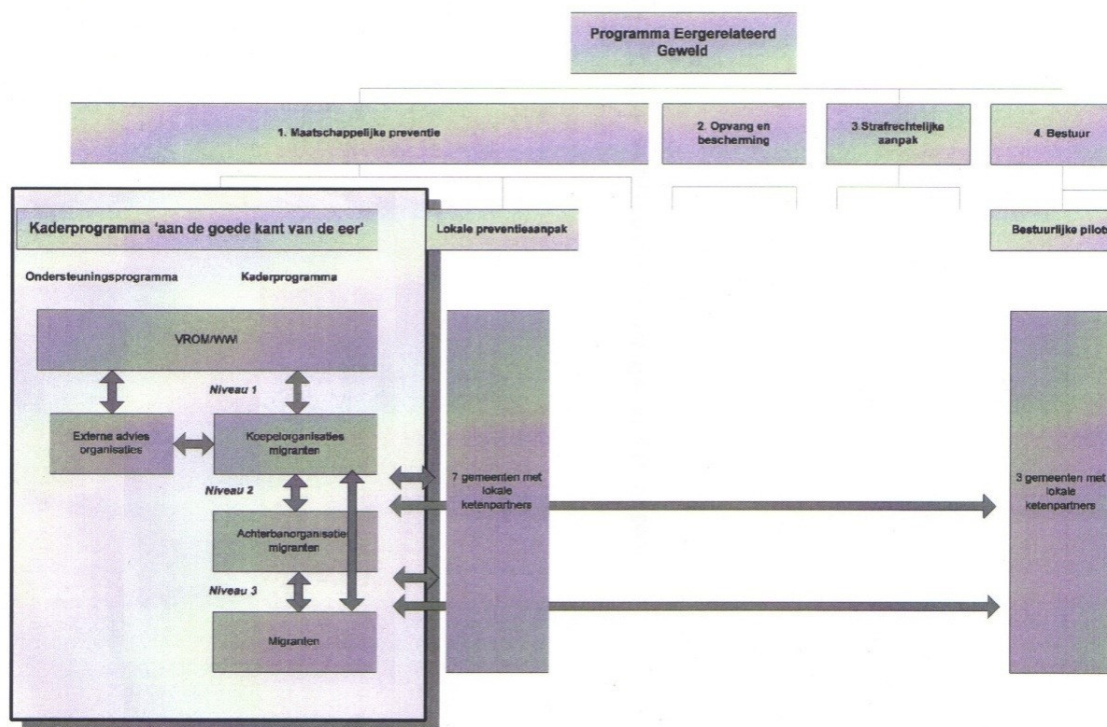 Programma Eergerelateerd
Geweld
1. Maatschappelijke preventie
2. Opvang en
bescherming
3 Strafrechtelijke
aanpak
4. Bestuur
Kaderprogramma 'aan de goede kant van de eer'
Lokale preventieaanpak
Bestuurlijke pilots
Ondersteuningsprogramma
Kaderprogramma
VROM/WWI
Niveau 1
Externe advies
organisaties
Koepelorganisaties
migranten
Niveau 2
7 gemeenten met
lokale
ketenpartners
3 gemeenten met
lokale
ketenpartners
Achterbanorganisaties
migranten
Niveau 3
Migranten